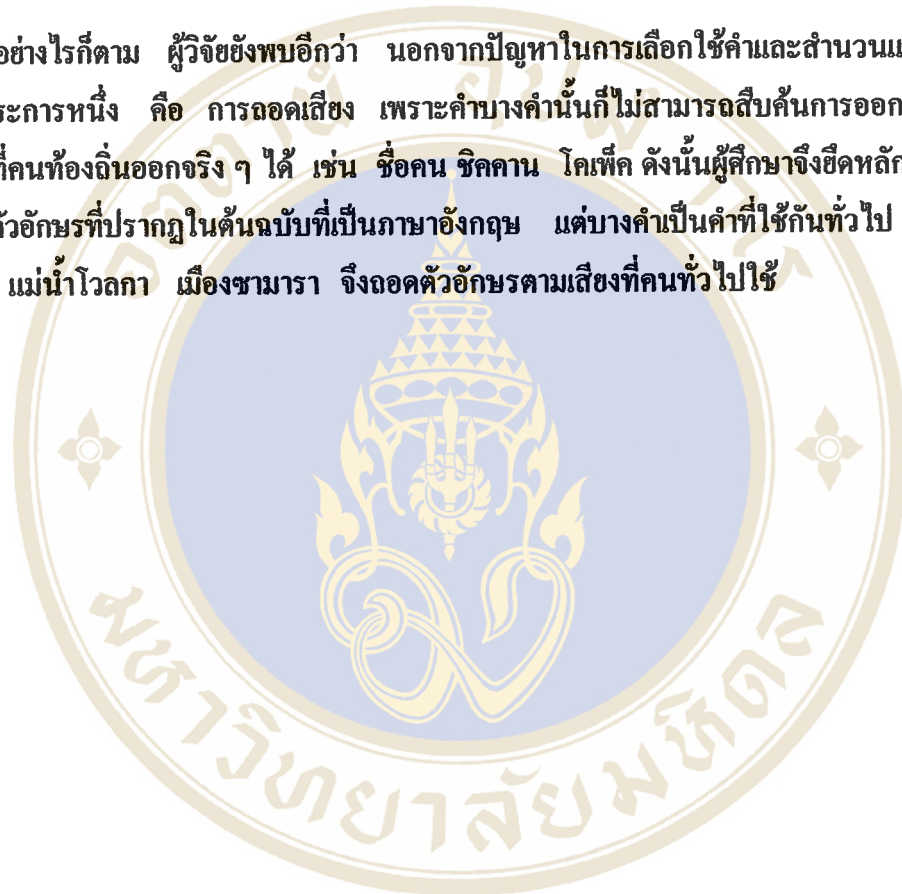 อย่างไรก็ตาม ผู้วิจัยยังพบอีกว่า นอกจากปัญหาในการเลือกใช้คำและสำนวนแ
ระการหนึ่ง คือ การถอดเสียง เพราะคำบางคำนั้นก็ไม่สามารถสืบค้นการออก
ที่คนท้องถิ่นออกจริง ๆ ได้ เช่น ชื่อคน ชิคคาน โคเพ็ค ดังนั้นผู้ศึกษาจึงยึดหลัก
ตัวอักษรที่ปรากฏในต้นฉบับที่เป็นภาษาอังกฤษ แต่บางคำเป็นคำที่ใช้กันทั่วไป
แม่น้ำโวลกา เมืองซามารา จึงถอดตัวอักษรตามเสียงที่คนทั่วไปใช้
มหาวิทยาลัยมหิดล